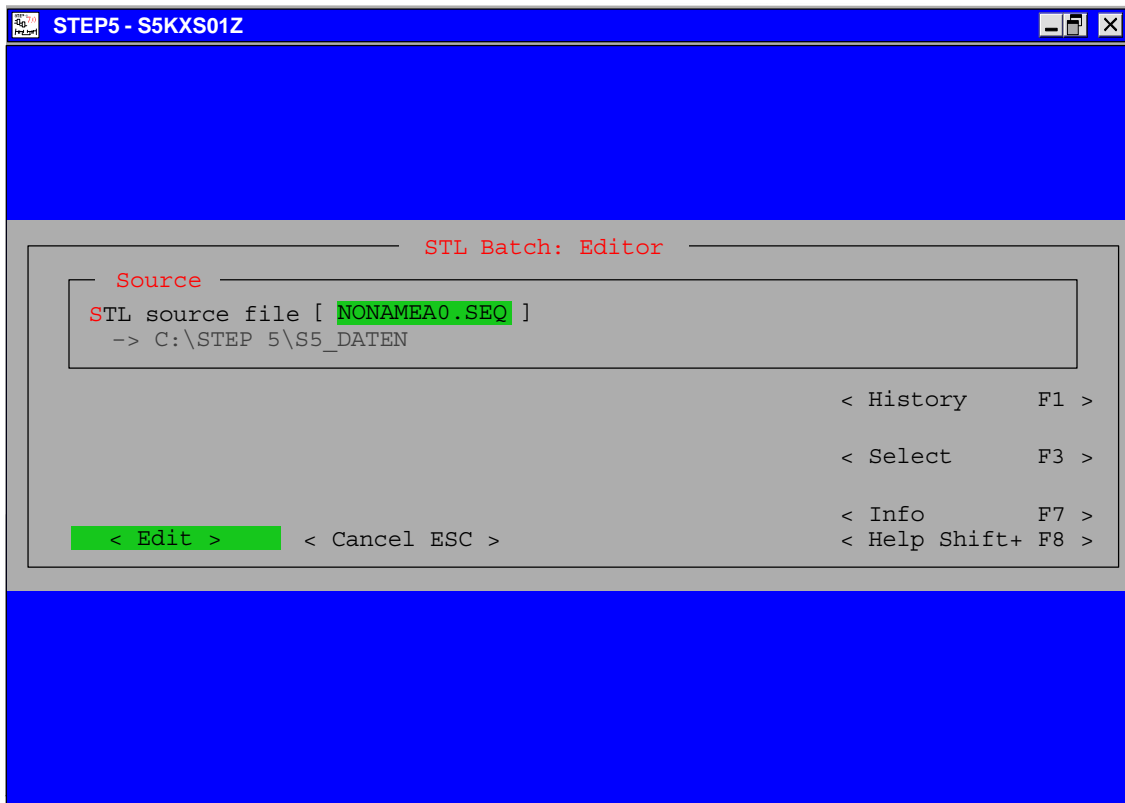 STEP5 - S5KXS01Z
STL Batch: Editor
Source
STL source file [ NONAMEA0.SEQ ]
-> C:\STEP 5\S5_DATEN
< History F1 >
< Select F3 >
< Info F7 >
< Edit > < Cancel ESC > < Help Shift+ F8 >